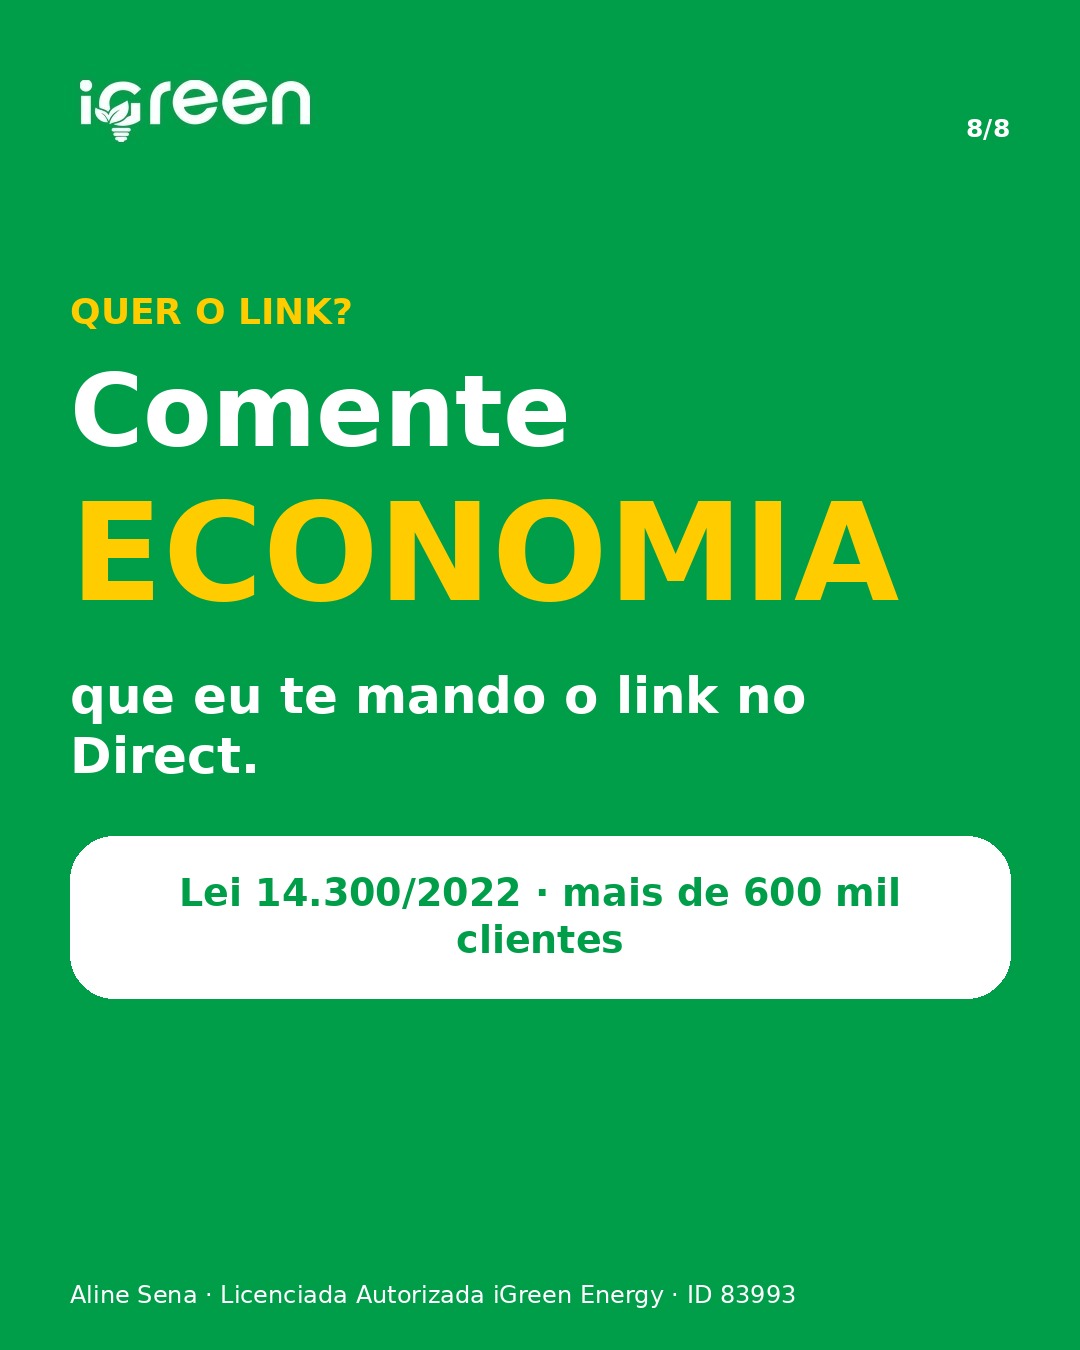 igreen
8/8
QUER O LINK?
Comente
ECONOMIA
que eu te mando o link no
Direct.
Lei 14.300/2022 · mais de 600 mil
clientes
Aline Sena · Licenciada Autorizada iGreen Energy · ID 83993